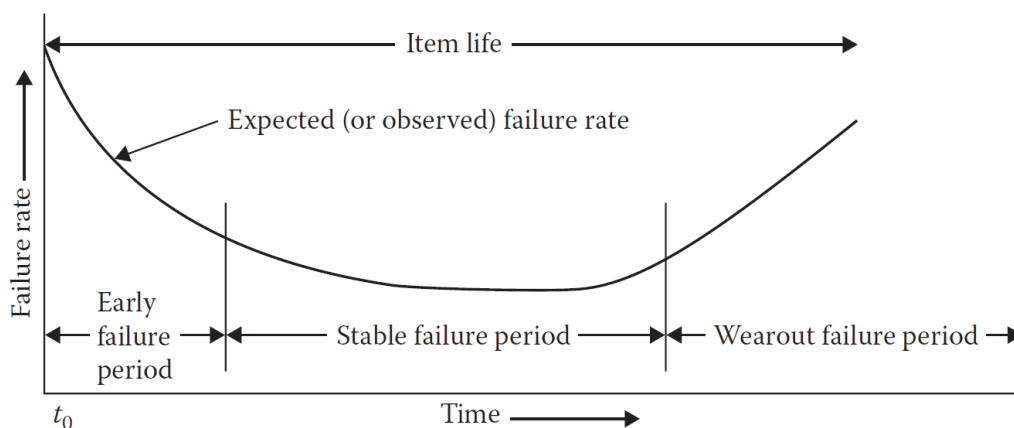 Item life
Expected (or observed) failure rate
Failure rate
Early
failure
period
Stable failure period
Wearout failure period
t0
Time